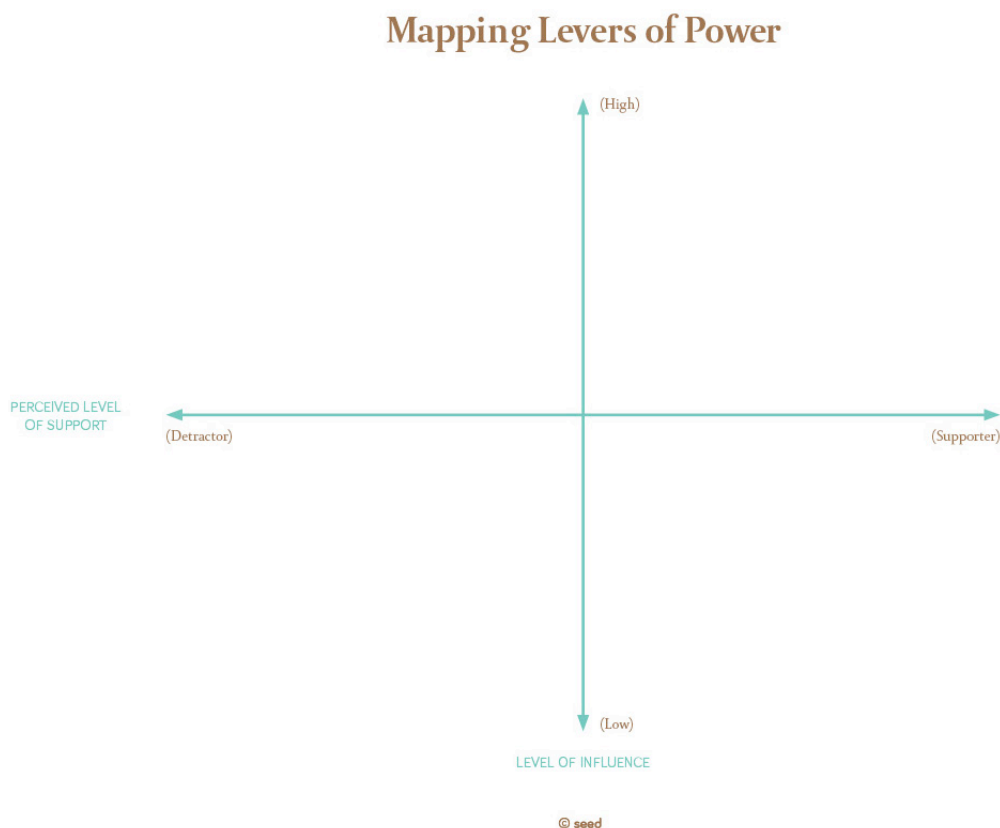 Mapping Levers of Power
(High)
PERCEIVED LEVEL
OF SUPPORT
(Detractor)
(Supporter)
(Low)
LEVEL OF INFLUENCE
© seed